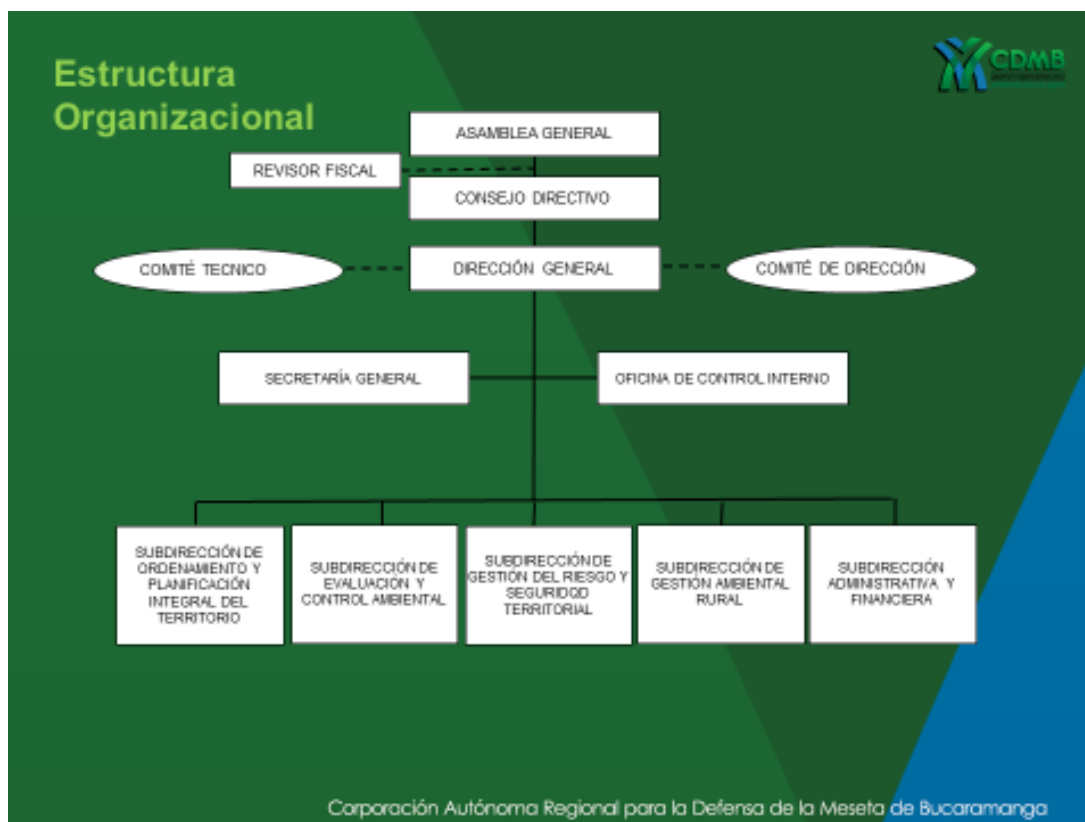 Estructura
Organizacional
CDMB
ASAMBLEA GENERAL
REVISOR FISCAL
CONSEJO DIRECTIVO
COMITÉ TECNICO
DIRECCIÓN GENERAL
COMITÉ DE DIRECCIÓN
SECRETARÍA GENERAL
OFICINA DE CONTROL INTERNO
SUBDIRECCIÓN DE
ORDENAMIENTO Y
PLANIFICACIÓN
INTEGRAL DEL
TERRITORIO
SUBDIRECCIÓN DE
EVALUACIÓN Y
CONTROL AMBIENTAL
SUBDIRECCIÓN DE
GESTIÓN DEL RIESGO Y
SEGURIDQD
TERRITORIAL
SUBDIRECCIÓN DE
GESTIÓN AMBIENTAL
RURAL
SUBDIRECCIÓN
ADMINISTRATIVA Y
FINANCIERA
Corporación Autónoma Regional para la Defensa de la Meseta de Bucaramanga